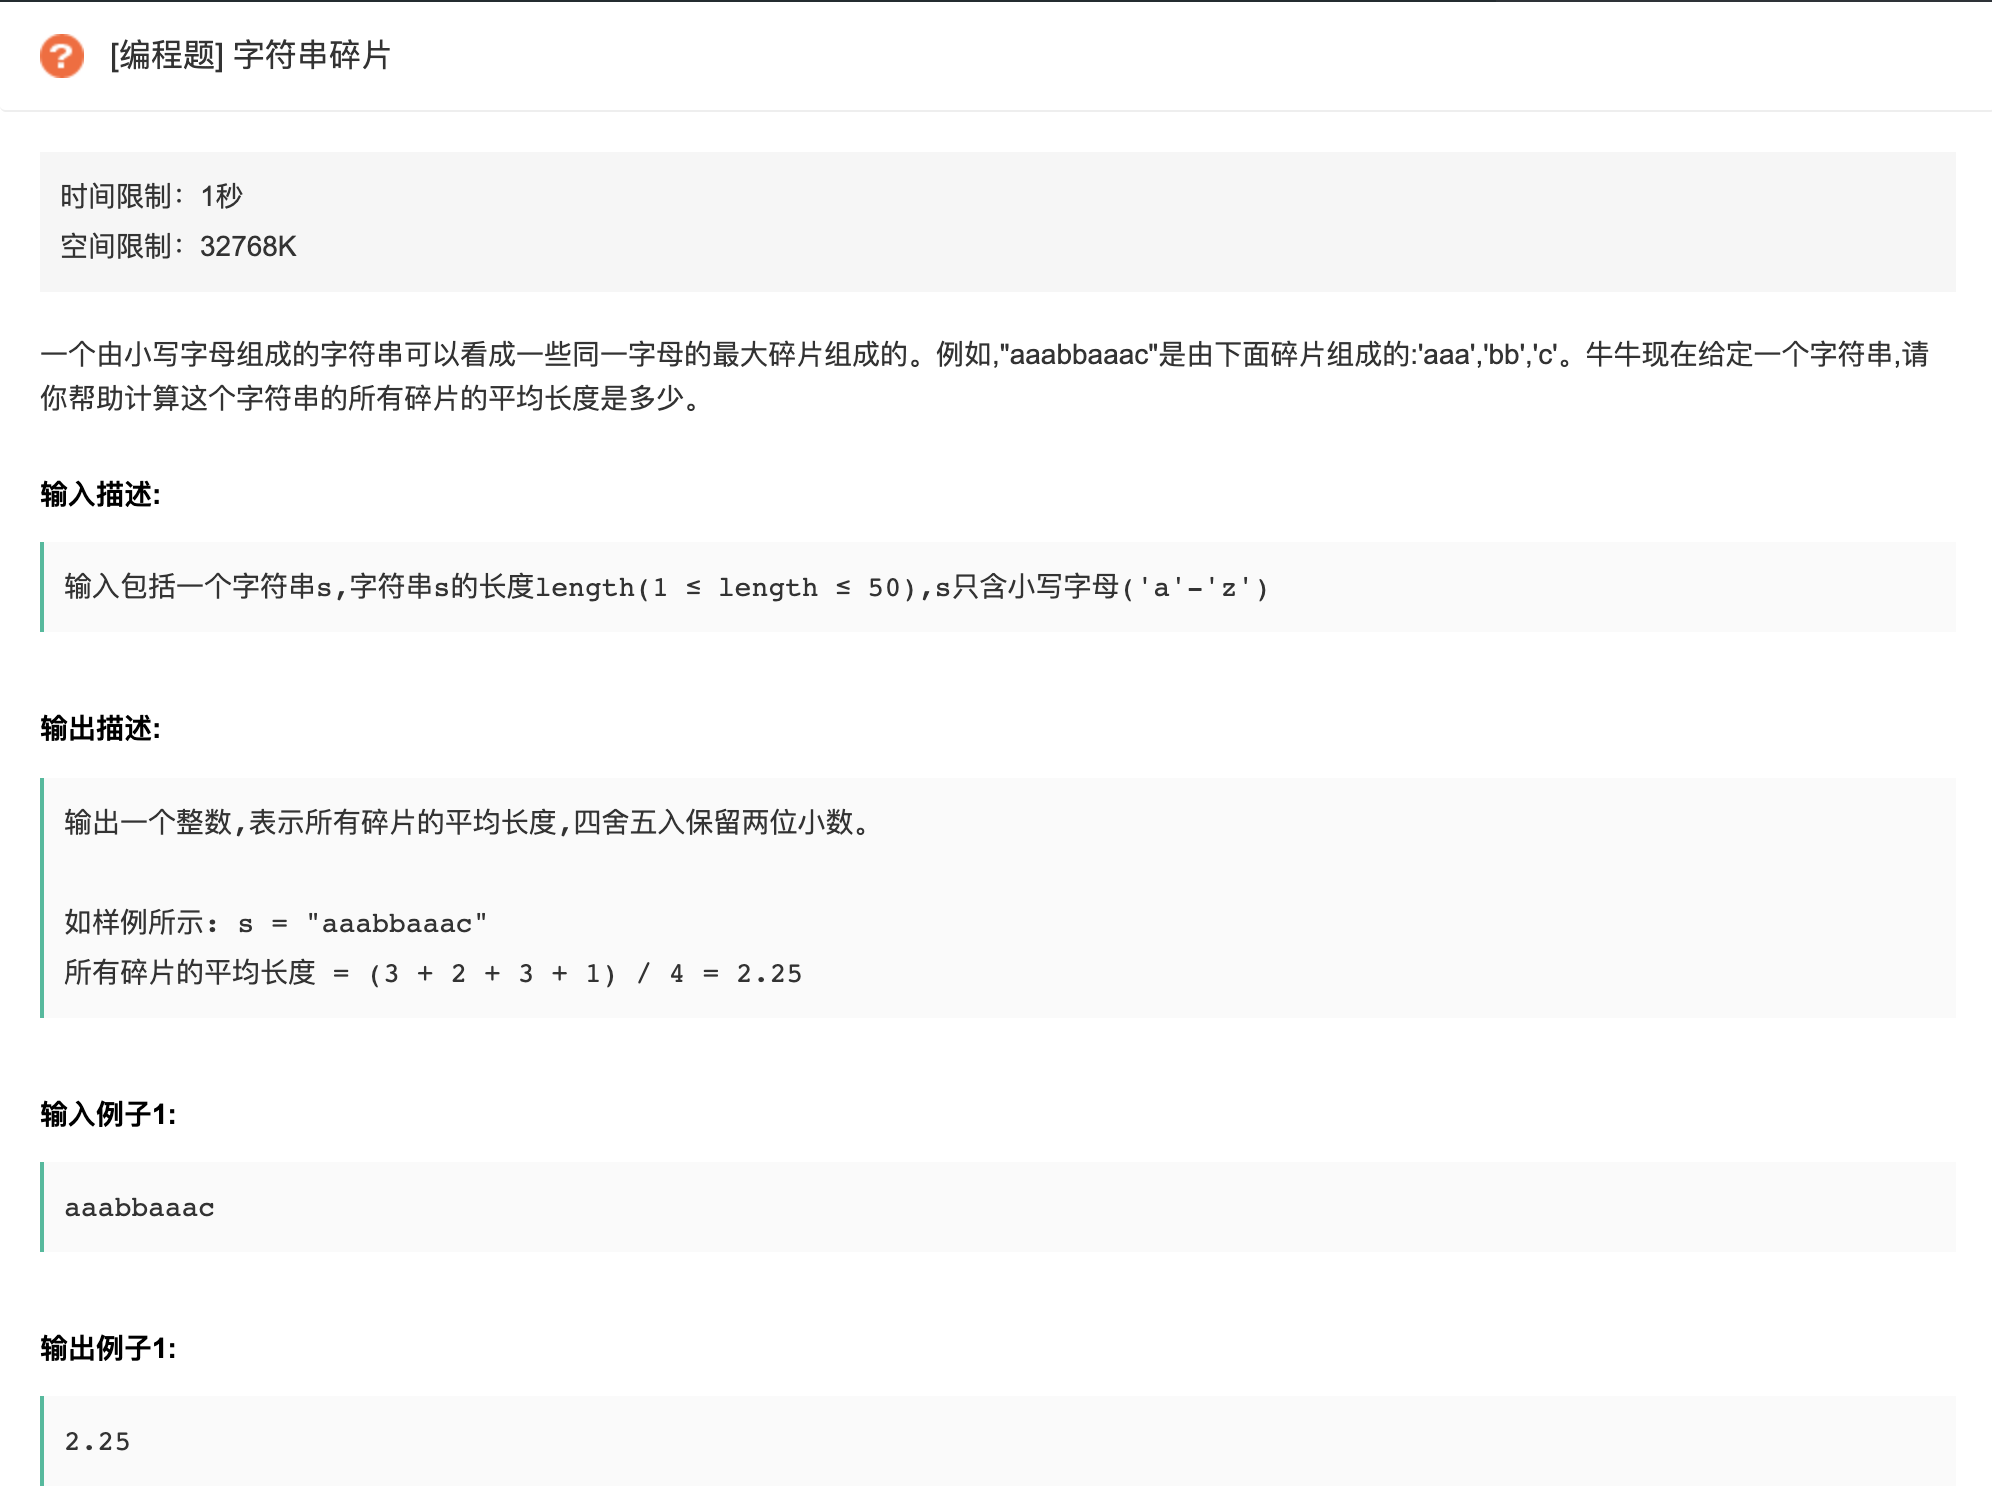 ?
[编程题] 字符串碎片
时间限制：1秒
空间限制：32768K
一个由小写字母组成的字符串可以看成一些同一字母的最大碎片组成的。例如,"aaabbaaac"是由下面碎片组成的:'aaa','bb','c'。牛牛现在给定一个字符串,请
你帮助计算这个字符串的所有碎片的平均长度是多少。
输入描述:
输入包括一个字符串s,字符串s的长度length(1 ≤ length ≤ 50),s只含小写字母('a'-'z')
输出描述:
输出一个整数,表示所有碎片的平均长度,四舍五入保留两位小数。
如样例所示: s = "aaabbaaac"
所有碎片的平均长度 = (3 + 2 + 3 + 1) / 4 = 2.25
输入例子1:
aaabbaaac
输出例子1:
2.25